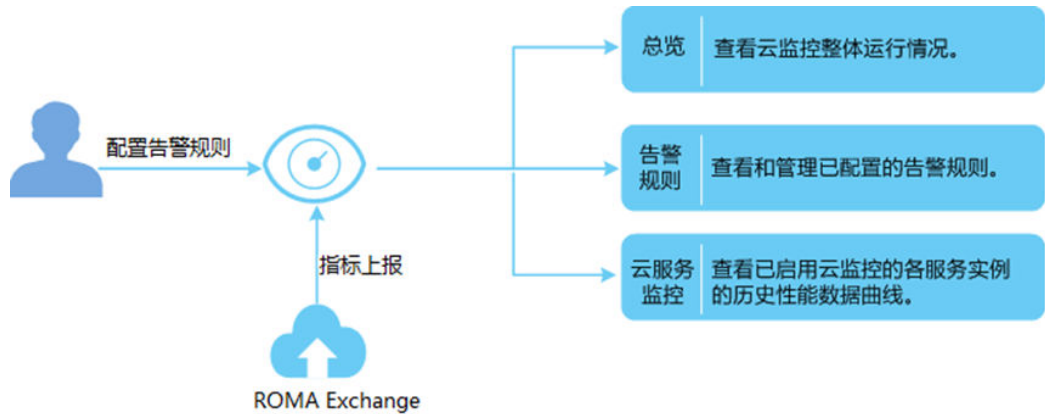 总览
查看云监控整体运行情况。
配置告警规则
告警
规则
查看和管理已配置的告警规则。
指标上报
云服务
监控
查看已启用云监控的各服务实例
的历史性能数据曲线。
ROMA Exchange